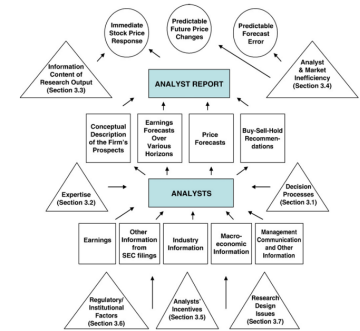 Immediate
Stock Price
Response
Predictable
Future Price
Changes
Predictable
Forecast
Error
Information
Content of
Research Output
(Section 3.3)
Analyst
& Market
Inefficiency
(Section 3.4)
ANALYST REPORT
Conceptual
Description
of the Firm's
Prospects
Earnings
Forecasts
Over
Various
Horizons
Price
Forecasts
Buy-Sell-Hold
Recommen-
dations
Expertise
(Section 3.2)
ANALYSTS
Decision
Processes
(Section 3.1)
Earnings
Other
Information
from
SEC filings
Industry
Information
Macro-
economic
Information
Management
Communication
and Other
Information
Regulatory/
Institutional
Factors
(Section 3.6)
Analysts'
Incentives
(Section 3.5)
Research
Design
Issues
(Section 3.7)